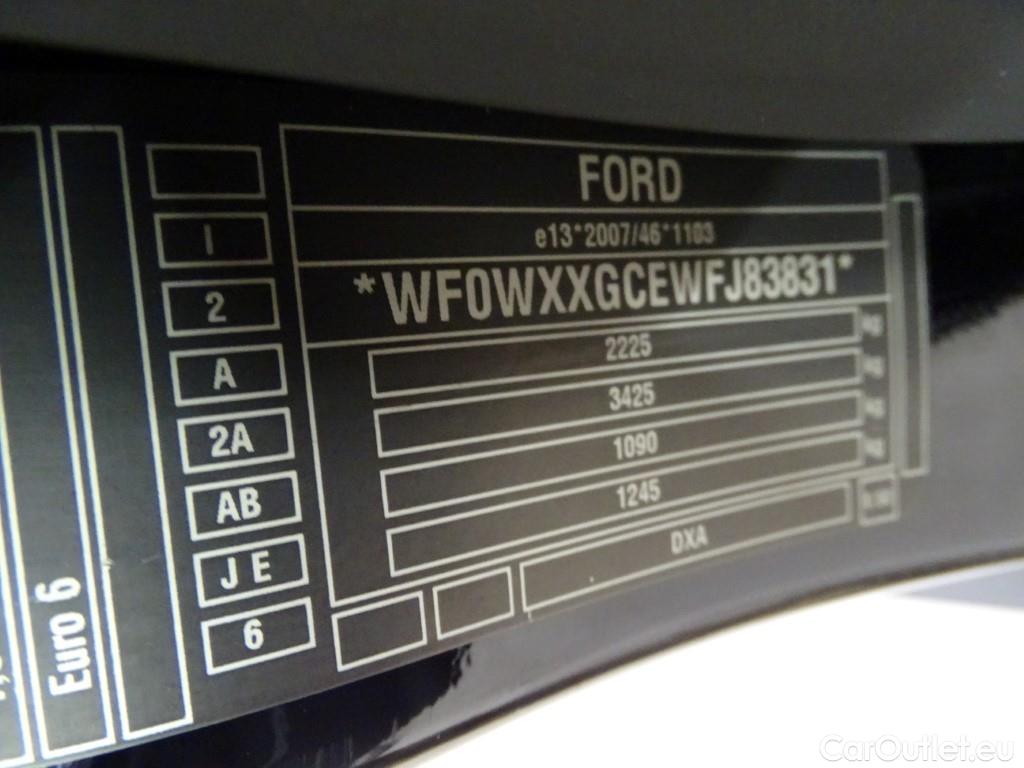 FORD
e13*2007/46*1103
*WF0WXXGCEWFJ83831*
2225 kg
3425 kg
1090 kg
1245 kg
DXA
1
2
A
2A
AB
J E
6
Euro 6
CarOutlet.eu